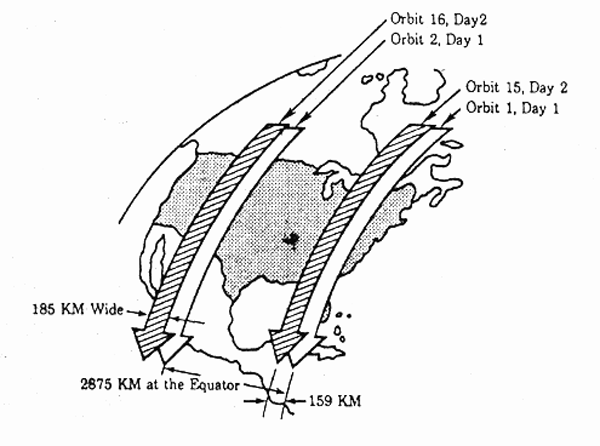 Orbit 16, Day2
Orbit 2, Day 1
Orbit 15, Day 2
Orbit 1, Day 1
185 KM Wide
2875 KM at the Equator
159 KM